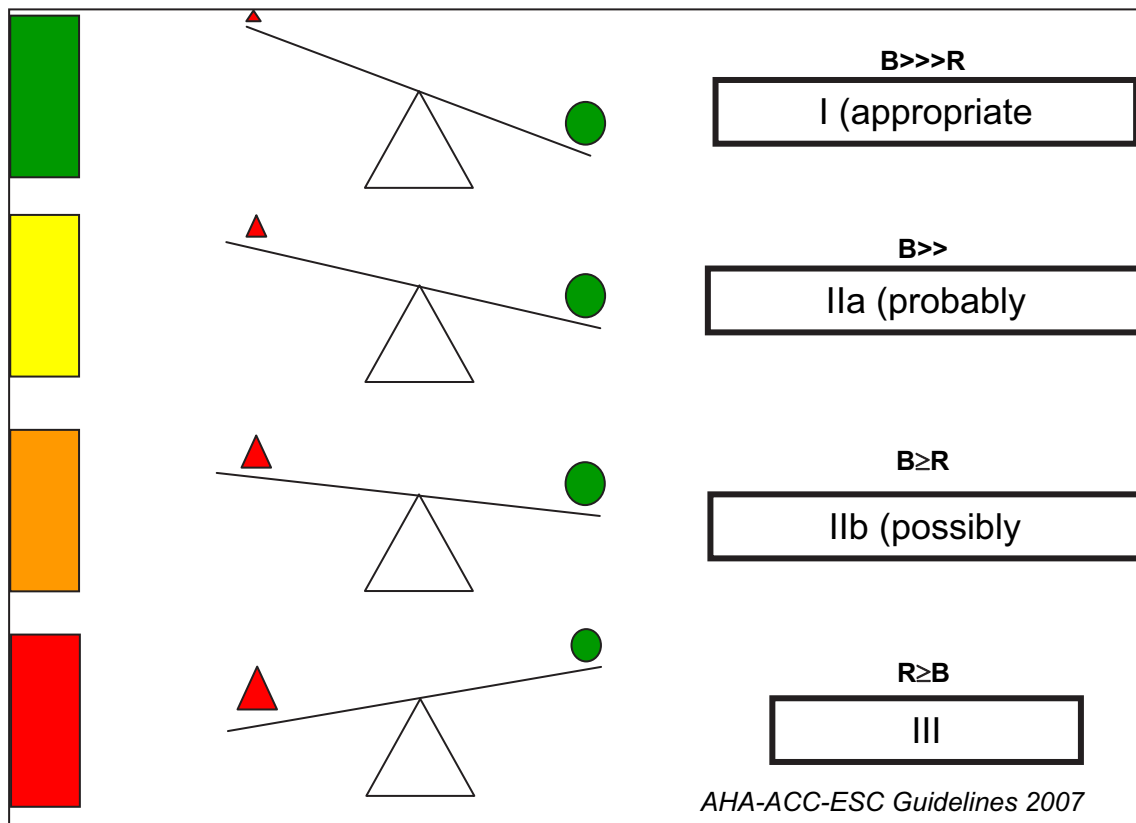 B>>>R
I (appropriate
B>>
IIa (probably
B≥R
IIb (possibly
R≥B
III
AHA-ACC-ESC Guidelines 2007